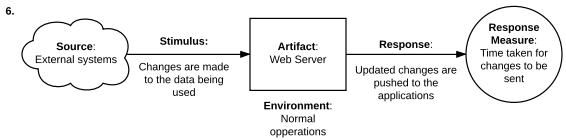 6.
Source:
External systems
Stimulus:
Changes are made
to the data being
used
Artifact:
Web Server
Environment:
Normal
opperations
Response:
Updated changes are
pushed to the
applications
Response
Measure:
Time taken for
changes to be
sent